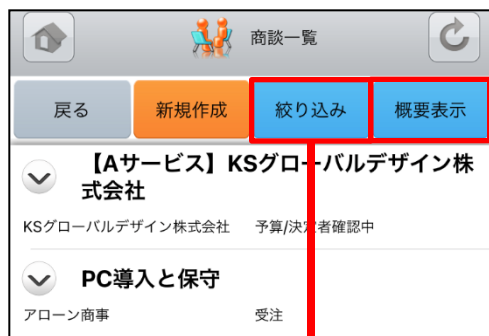 商談一覧
戻る
新規作成
絞り込み
概要表示
【Aサービス】KSグローバルデザイン株
式会社
KSグローバルデザイン株式会社 予算/決定者確認中
PC導入と保守
アローン商事 受注